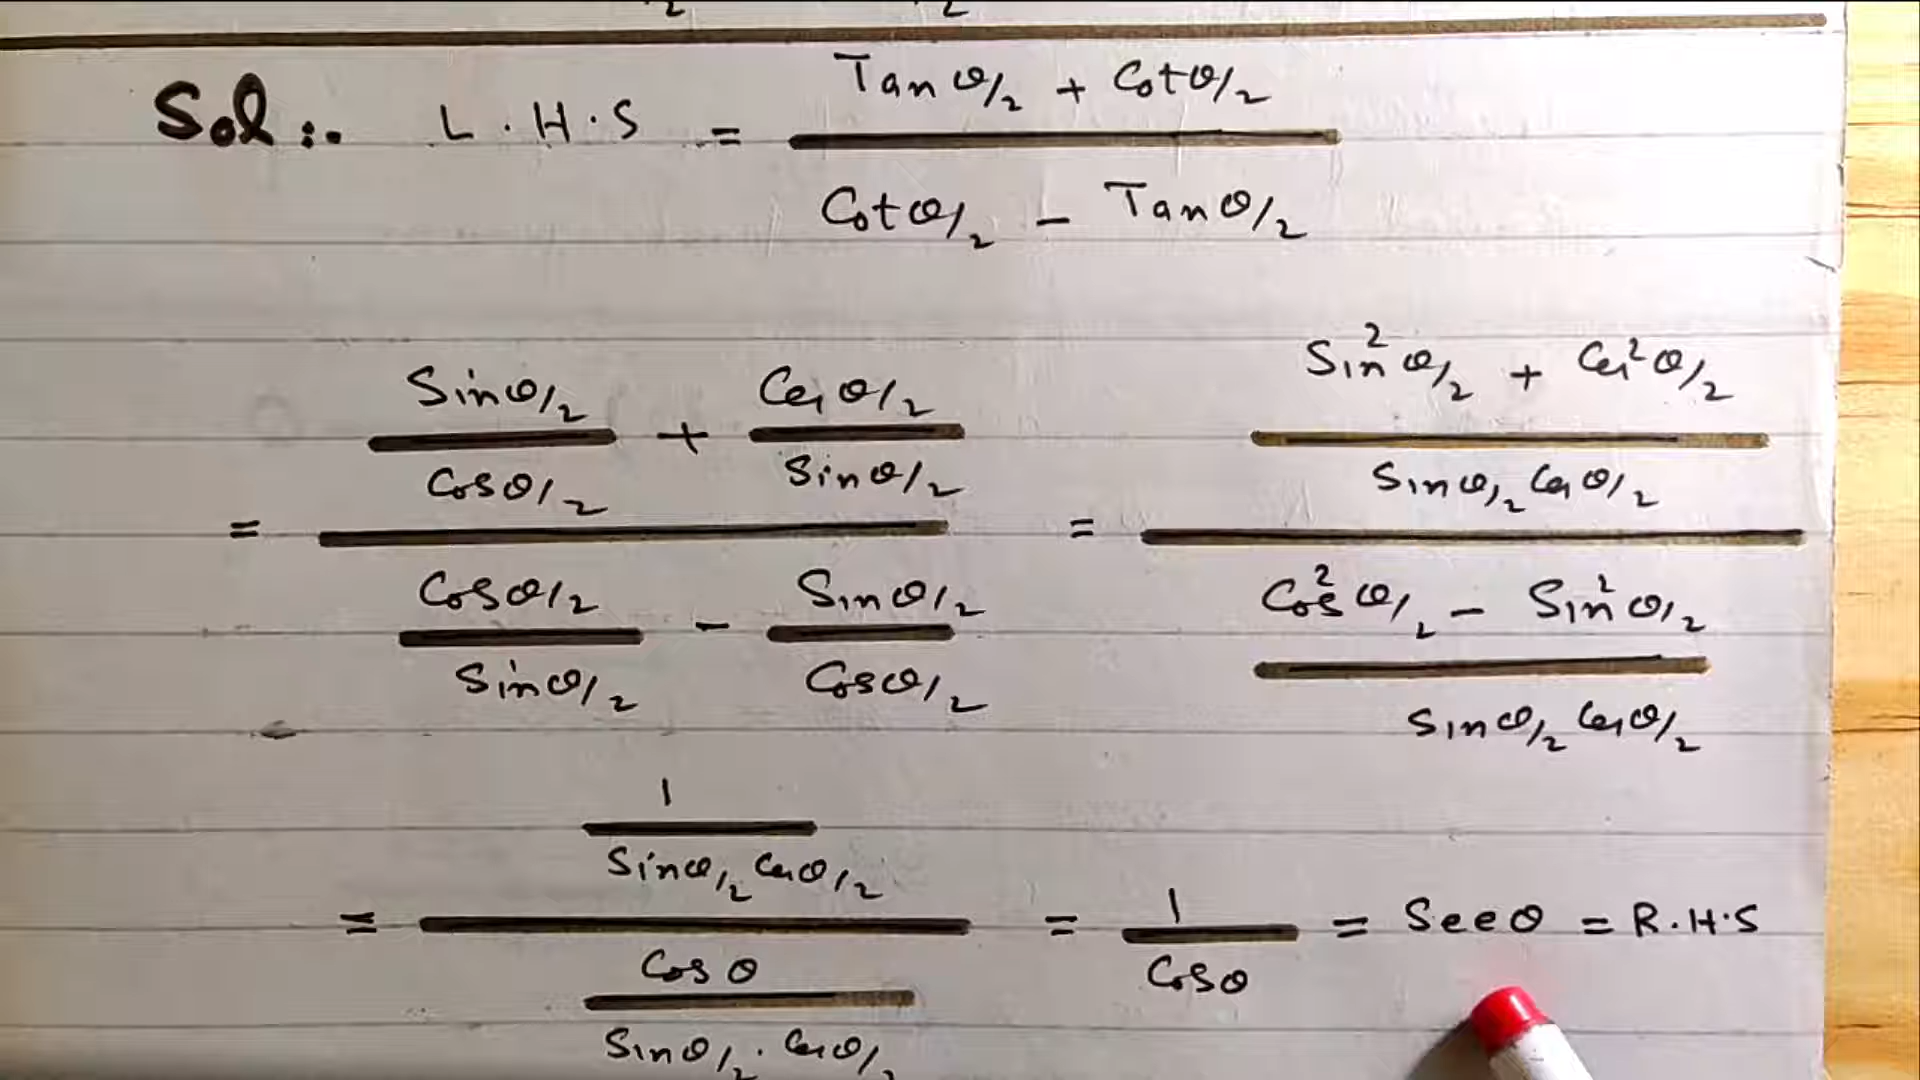 Sol :. L.H.S = (Tan θ/2 + Cot θ/2) / (Cot θ/2 - Tan θ/2)
= (Sin θ/2 / Cos θ/2 + Cos θ/2 / Sin θ/2) / (Cos θ/2 / Sin θ/2 - Sin θ/2 / Cos θ/2) = (Sin² θ/2 + Cos² θ/2 / Sin θ/2 Cos θ/2) / (Cos² θ/2 - Sin² θ/2 / Sin θ/2 Cos θ/2)
= (1 / Sin θ/2 Cos θ/2) / (Cos θ / Sin θ/2 . Cos θ/2) = 1 / Cos θ = See θ = R.H.S